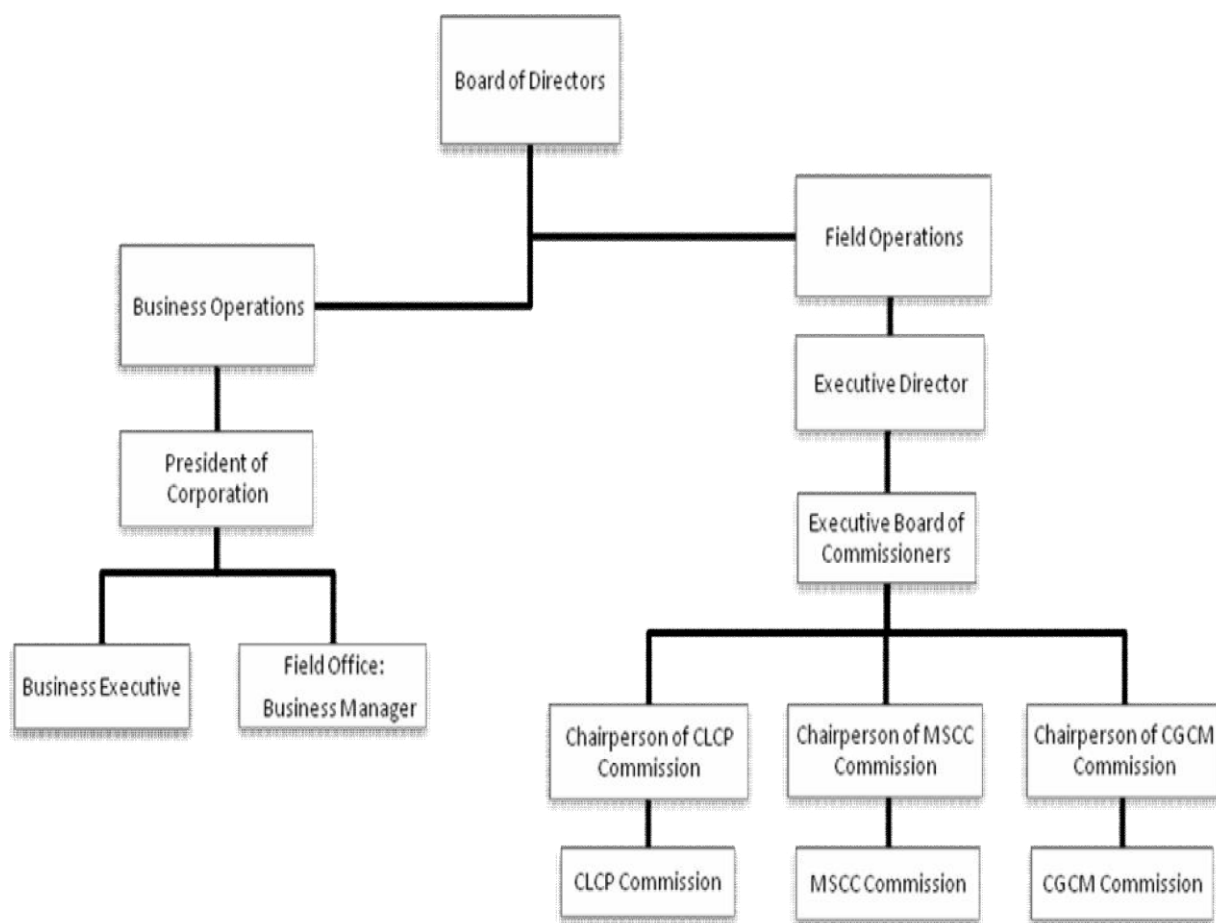 Board of Directors
Field Operations
Business Operations
Executive Director
President of
Corporation
Executive Board of
Commissioners
Business Executive
Field Office:
Business Manager
Chairperson of CLCP
Commission
Chairperson of MSCC
Commission
Chairperson of CGCM
Commission
CLCP Commission
MSCC Commission
CGCM Commission